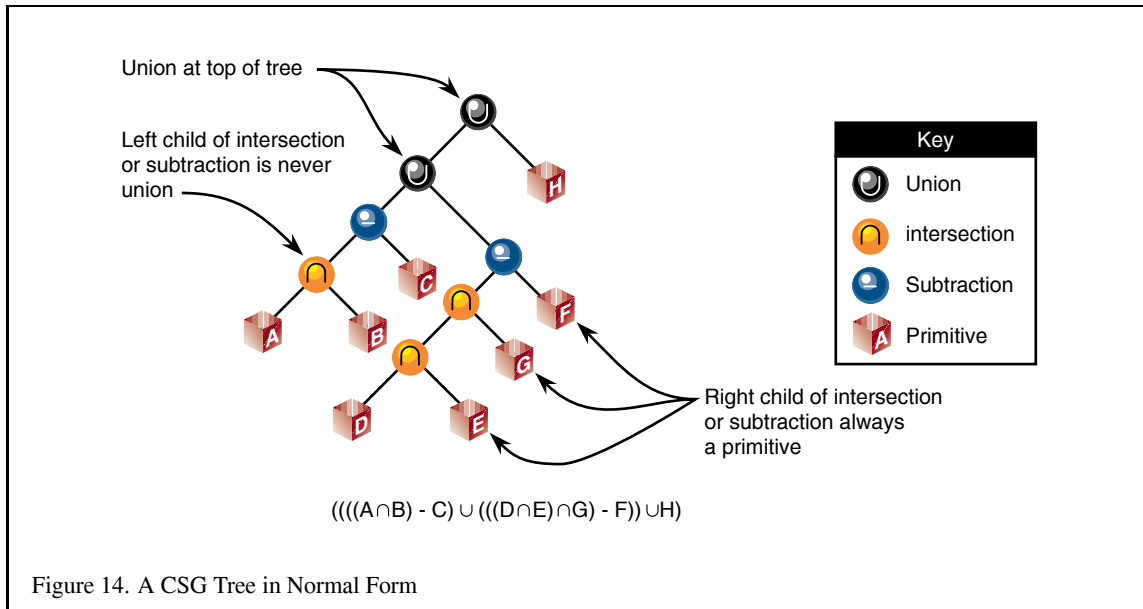 Union at top of tree
Left child of intersection
or subtraction is never
union
H
C
A
B
F
G
D
E
Key
Union
intersection
Subtraction
A
Primitive
Right child of intersection
or subtraction always
a primitive
((((A∩B) - C) ∪ (((D∩E)∩G) - F)) ∪H)
Figure 14. A CSG Tree in Normal Form